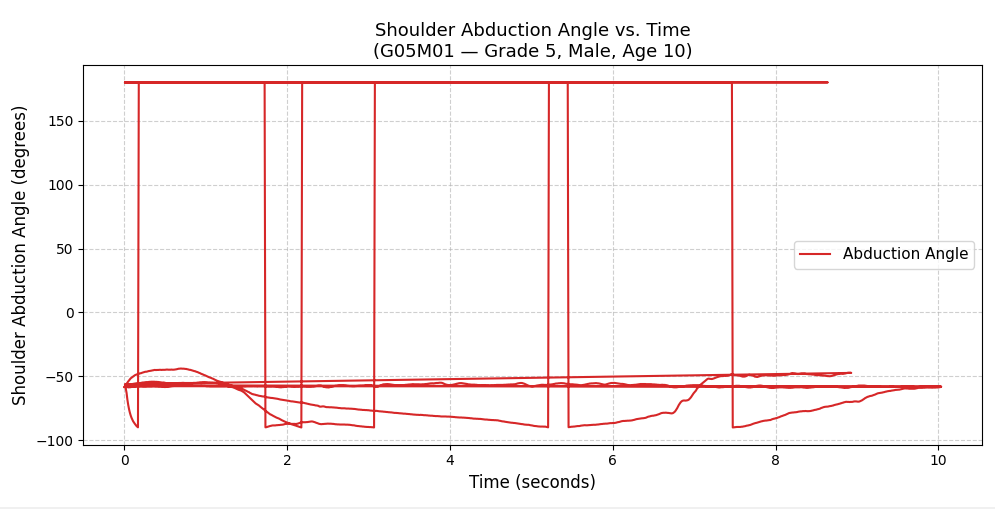 Shoulder Abduction Angle vs. Time
(G05M01 — Grade 5, Male, Age 10)
Shoulder Abduction Angle (degrees)
150
100
50
0
−50
−100
Abduction Angle
0 2 4 6 8 10
Time (seconds)